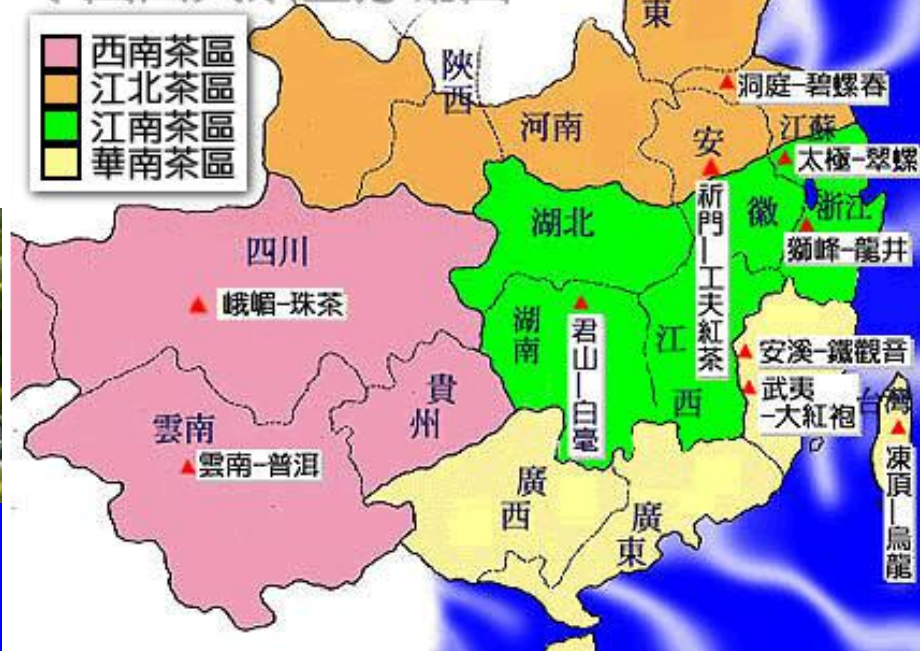 西南茶區
江北茶區
江南茶區
華南茶區
東
陝西
河南
安
徽
江蘇
洞庭-碧螺春
太極-翠螺
浙江
獅峰-龍井
祁門-工夫紅茶
湖北
四川
峨嵋-珠茶
湖南
君山-白毫
江
西
安溪-鐵觀音
武夷
-大紅袍
台灣
凍頂-烏龍
貴
州
雲南
雲南-普洱
廣
西
廣
東